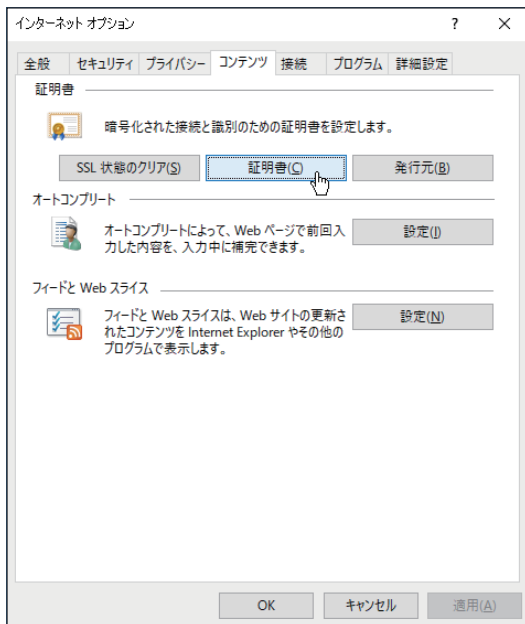 インターネット オプション
?
×
全般 セキュリティ プライバシー コンテンツ 接続 プログラム 詳細設定
証明書
暗号化された接続と識別のための証明書を設定します。
SSL 状態のクリア(S) 証明書(C) 発行元(B)
オートコンプリート
オートコンプリートによって、Web ページで前回入
力した内容を、入力中に補完できます。
設定(I)
フィードと Web スライス
フィードと Web スライスは、Web サイトの更新さ
れたコンテンツを Internet Explorer やその他の
プログラムで表示します。
設定(N)
OK キャンセル 適用(A)